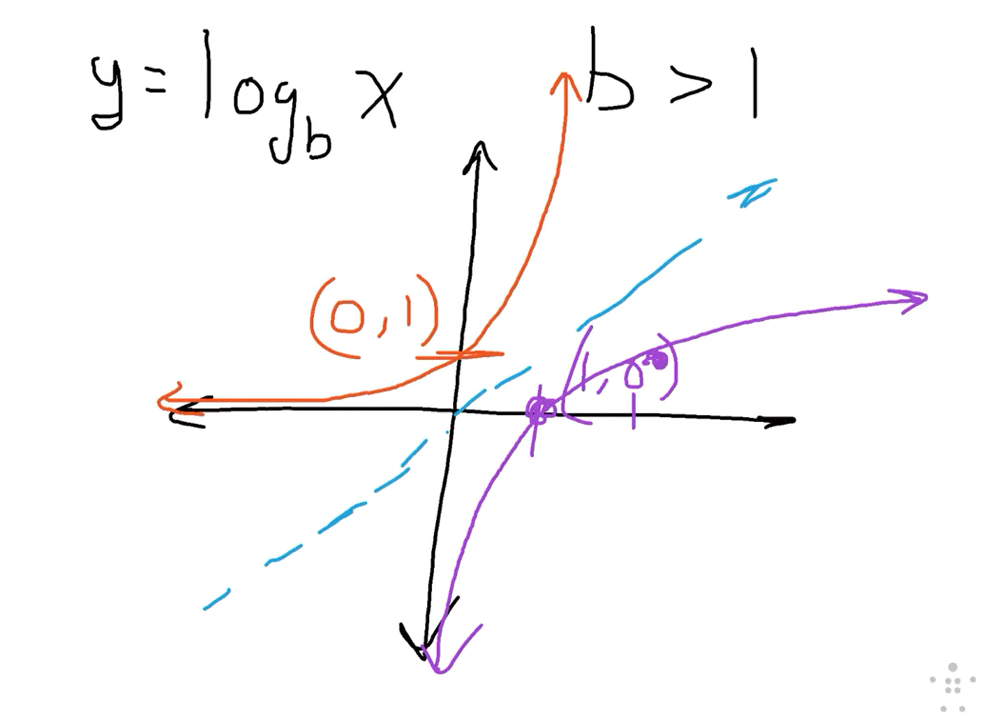 y = log_b x b > 1
(0, 1)
(1, 0)